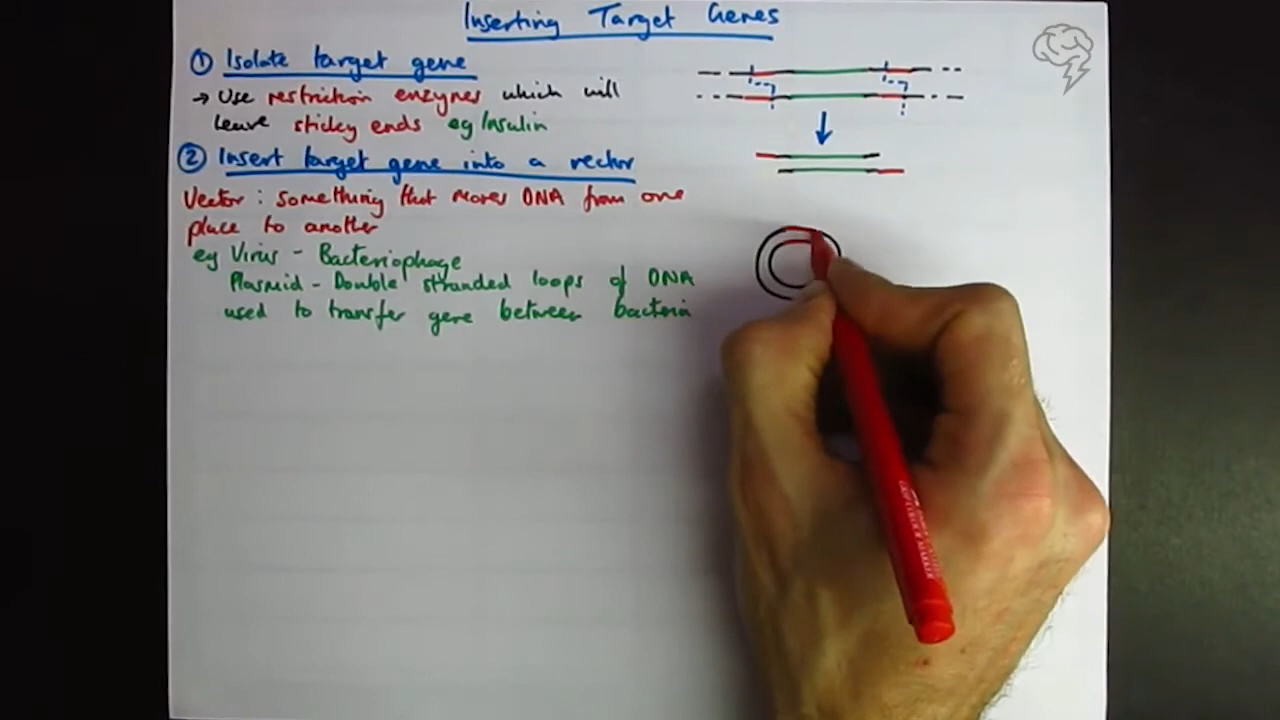 Inserting Target Genes
① Isolate target gene
→ Use restriction enzymes which will
leave sticky ends eg Insulin
② Insert target gene into a vector
Vector : Something that moves DNA from one
place to another
eg Virus - Bacteriophage
Plasmid - Double stranded loops of DNA
used to transfer gene between bacteria